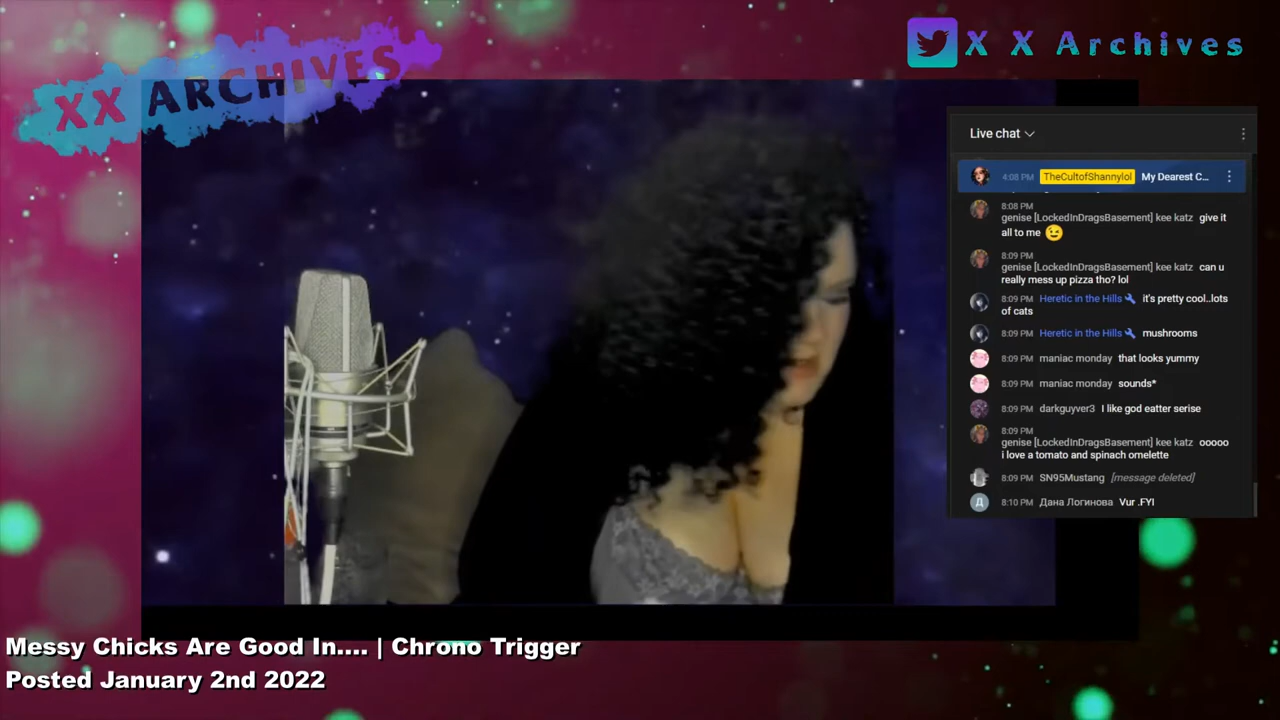 XX ARCHIVES
X X Archives
Live chat
4:08 PM TheCultofShannylol My Dearest C...
8:08 PM
genise [LockedInDragsBasement] kee katz give it
all to me
8:09 PM
genise [LockedInDragsBasement] kee katz can u
really mess up pizza tho? lol
8:09 PM Heretic in the Hills it's pretty cool..lots
of cats
8:09 PM Heretic in the Hills mushrooms
8:09 PM maniac monday that looks yummy
8:09 PM maniac monday sounds*
8:09 PM darkguyver3 I like god eatter serise
8:09 PM
genise [LockedInDragsBasement] kee katz ooooo
i love a tomato and spinach omelette
8:09 PM SN95Mustang [message deleted]
Д 8:10 PM Дана Логинова Vur .FYI
Messy Chicks Are Good In.... | Chrono Trigger
Posted January 2nd 2022